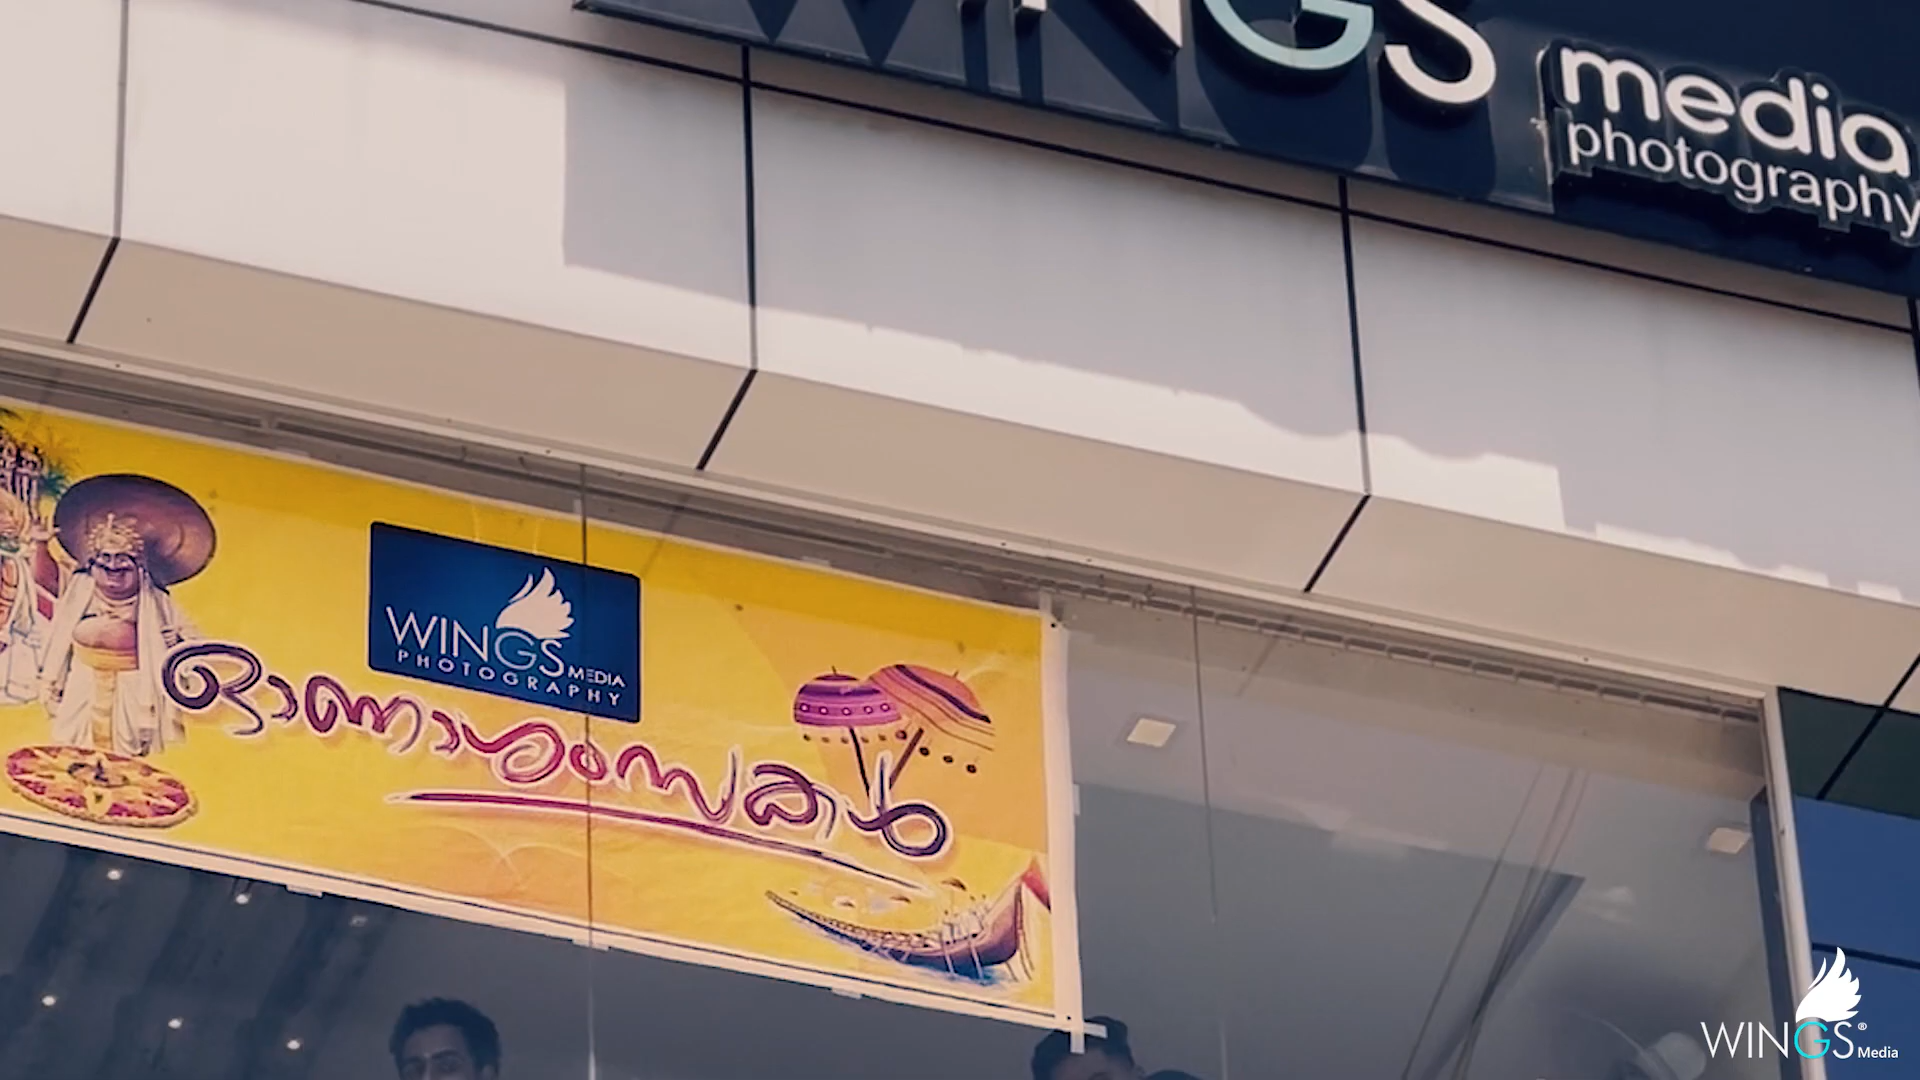 WINGS media
photography
WINGS MEDIA
PHOTOGRAPHY
ഓണാശംസകൾ
WINGS® Media